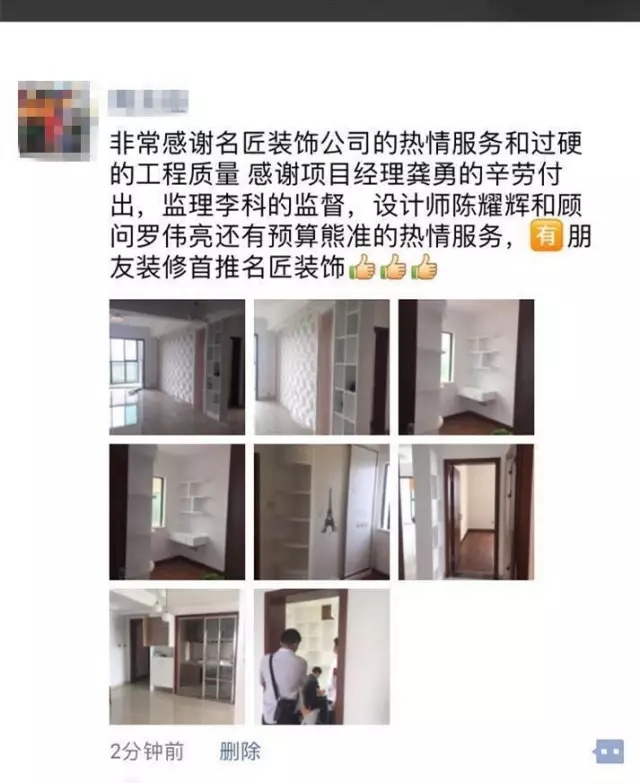 非常感谢名匠装饰公司的热情服务和过硬
的工程质量 感谢项目经理龚勇的辛劳付
出，监理李科的监督，设计师陈耀辉和顾
问罗伟亮还有预算熊准的热情服务，🈶朋
友装修首推名匠装饰👍👍👍
2分钟前 删除